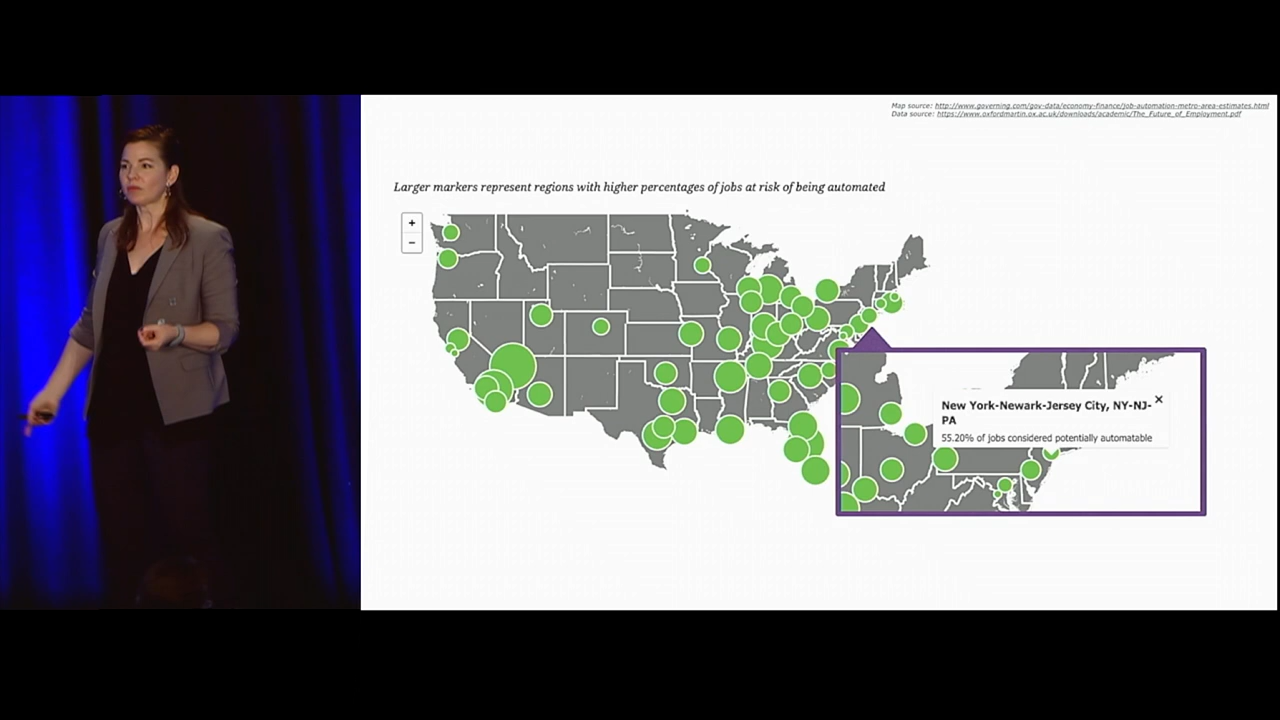 Map source: http://www.governing.com/gov-data/economy-finance/job-automation-metro-area-estimates.html
Data source: https://www.oxfordmartin.ox.ac.uk/downloads/academic/The_Future_of_Employment.pdf
Larger markers represent regions with higher percentages of jobs at risk of being automated
+
−
New York-Newark-Jersey City, NY-NJ-
PA
×
55.20% of jobs considered potentially automatable